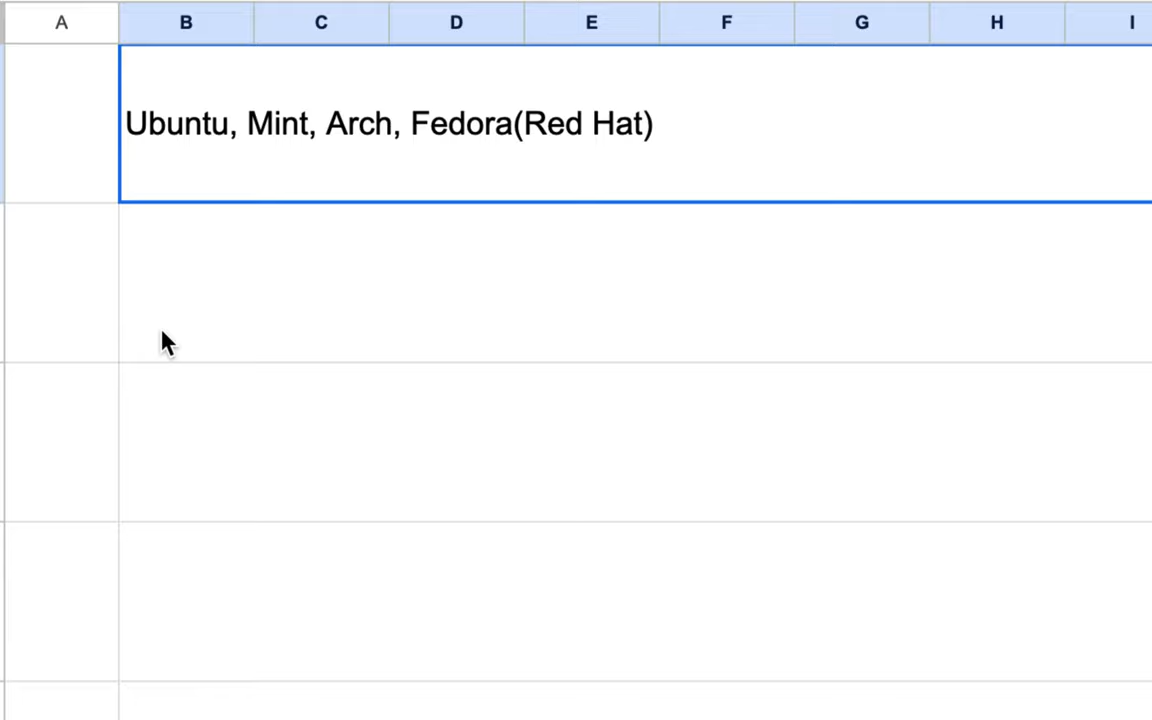 A B C D E F G H I
Ubuntu, Mint, Arch, Fedora(Red Hat)